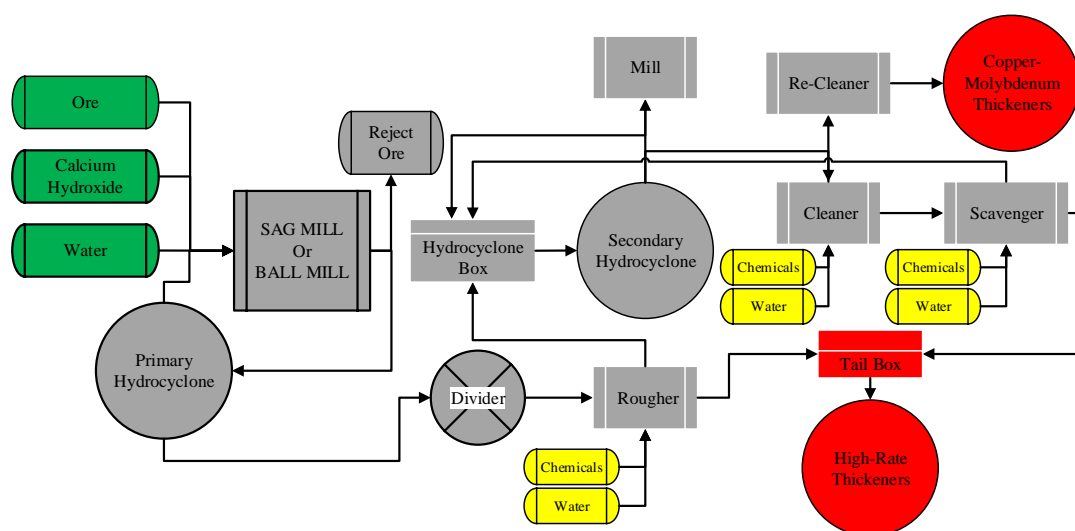 Mill
Re-Cleaner
Copper-
Molybdenum
Thickeners
Ore
Reject
Ore
Calcium
Hydroxide
Water
SAG MILL
Or
BALL MILL
Hydrocyclone
Box
Secondary
Hydrocyclone
Cleaner
Scavenger
Chemicals
Water
Chemicals
Water
Primary
Hydrocyclone
Divider
Rougher
Tail Box
Chemicals
Water
High-Rate
Thickeners